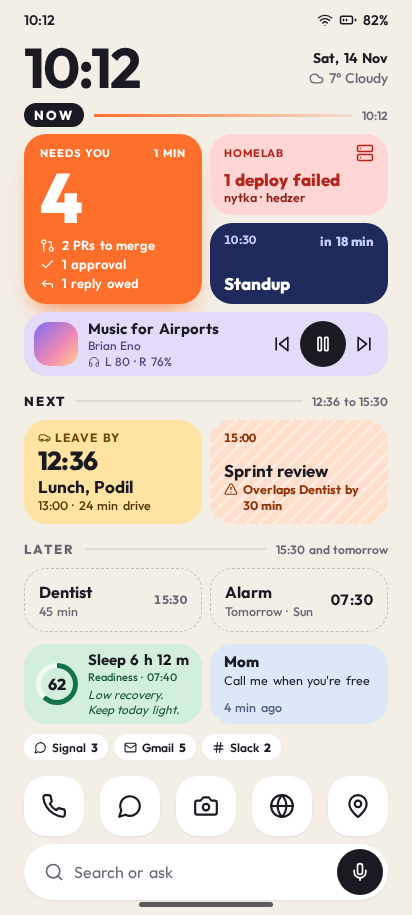 10:12
82%
10:12
Sat, 14 Nov
7° Cloudy
NOW
10:12
NEEDS YOU
1 MIN
4
2 PRs to merge
1 approval
1 reply owed
HOMELAB
1 deploy failed
nytka · hedzer
10:30
in 18 min
Standup
Music for Airports
Brian Eno
L 80 · R 76%
NEXT
12:36 to 15:30
LEAVE BY
12:36
Lunch, Podil
13:00 · 24 min drive
15:00
Sprint review
Overlaps Dentist by
30 min
LATER
15:30 and tomorrow
Dentist
45 min
15:30
Alarm
Tomorrow · Sun
07:30
62
Sleep 6 h 12 m
Readiness · 07:40
Low recovery.
Keep today light.
Mom
Call me when you're free
4 min ago
Signal 3
Gmail 5
Slack 2
Search or ask